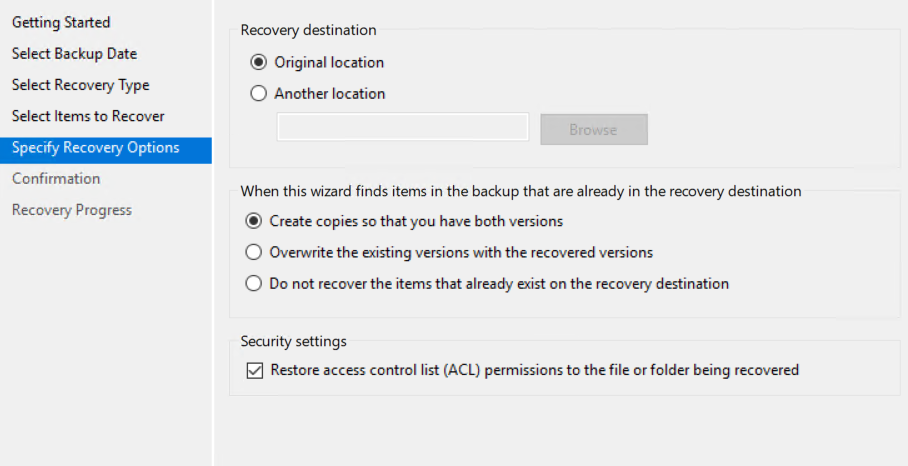 Getting Started
Select Backup Date
Select Recovery Type
Select Items to Recover
Specify Recovery Options
Confirmation
Recovery Progress
Recovery destination
Original location
Another location
Browse
When this wizard finds items in the backup that are already in the recovery destination
Create copies so that you have both versions
Overwrite the existing versions with the recovered versions
Do not recover the items that already exist on the recovery destination
Security settings
Restore access control list (ACL) permissions to the file or folder being recovered